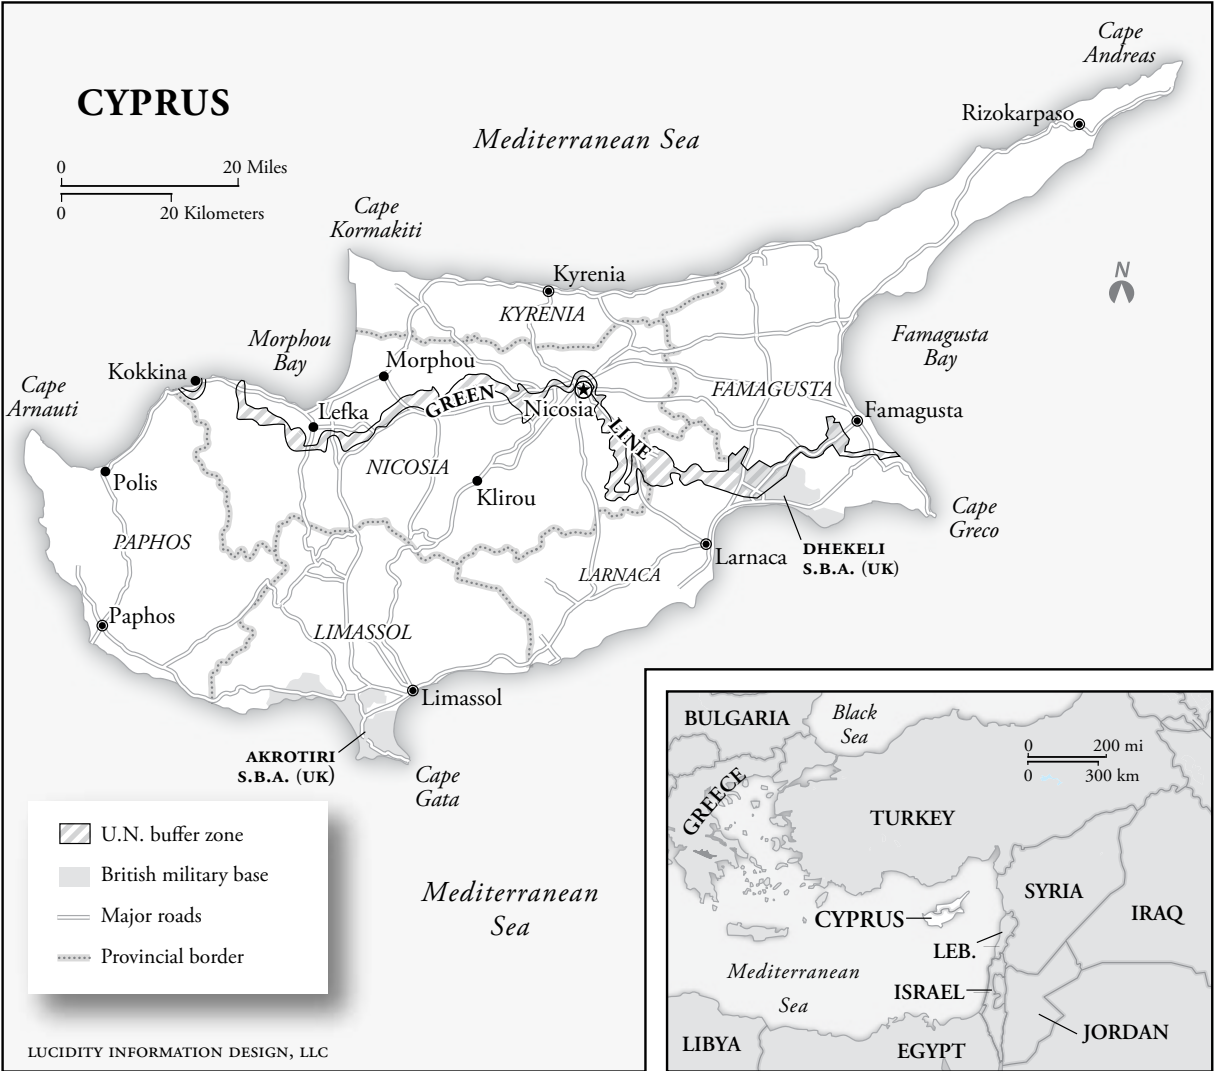 CYPRUS
0 20 Miles
0 20 Kilometers
Mediterranean Sea
Cape
Andreas
Rizokarpaso
Cape
Kormakiti
Kyrenia
KYRENIA
N
Morphou
Bay
Famagusta
Bay
Kokkina
Morphou
Cape
Arnauti
Lefka
GREEN
LINE
Nicosia
FAMAGUSTA
Famagusta
NICOSIA
Polis
Klirou
Cape
Greco
PAPHOS
DHEKELI
S.B.A. (UK)
Larnaca
LARNACA
Paphos
LIMASSOL
Limassol
AKROTIRI
S.B.A. (UK)
Cape
Gata
U.N. buffer zone
British military base
Major roads
Provincial border
Mediterranean
Sea
LUCIDITY INFORMATION DESIGN, LLC
BULGARIA
Black
Sea
0 200 mi
0 300 km
GREECE
TURKEY
SYRIA
IRAQ
CYPRUS
LEB.
Mediterranean
Sea
ISRAEL
JORDAN
LIBYA
EGYPT